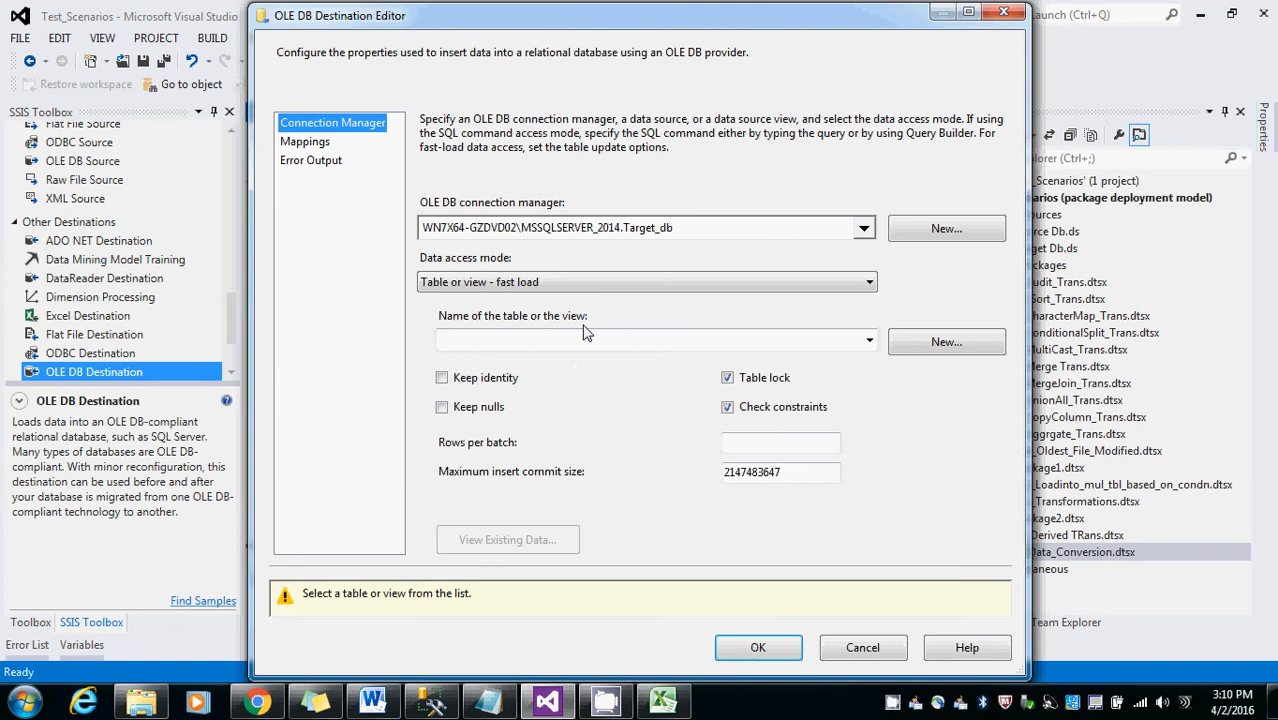 Test_Scenarios - Microsoft Visual Studio
OLE DB Destination Editor
Launch (Ctrl+Q)
FILE EDIT VIEW PROJECT BUILD
Restore workspace Go to object
Configure the properties used to insert data into a relational database using an OLE DB provider.
SSIS Toolbox
Flat File Source
ODBC Source
OLE DB Source
Raw File Source
XML Source
Other Destinations
ADO NET Destination
Data Mining Model Training
DataReader Destination
Dimension Processing
Excel Destination
Flat File Destination
ODBC Destination
OLE DB Destination
OLE DB Destination
Loads data into an OLE DB-compliant
relational database, such as SQL Server.
Many types of databases are OLE DB-
compliant. With minor reconfiguration, this
destination can be used before and after
your database is migrated from one OLE DB-
compliant technology to another.
Find Samples
Toolbox SSIS Toolbox
Error List Variables
Ready
Connection Manager
Mappings
Error Output
Specify an OLE DB connection manager, a data source, or a data source view, and select the data access mode. If using
the SQL command access mode, specify the SQL command either by typing the query or by using Query Builder. For
fast-load data access, set the table update options.
OLE DB connection manager:
WN7X64-GZDVD02\MSSQLSERVER_2014.Target_db
New...
Data access mode:
Table or view - fast load
Name of the table or the view:
New...
Keep identity
Table lock
Keep nulls
Check constraints
Rows per batch:
Maximum insert commit size:
2147483647
View Existing Data...
Select a table or view from the list.
OK Cancel Help
Properties
lorer (Ctrl+;)
_Scenarios' (1 project)
narios (package deployment model)
ources
rce Db.ds
et Db.ds
ackages
udit_Trans.dtsx
ort_Trans.dtsx
haracterMap_Trans.dtsx
onditionalSplit_Trans.dtsx
MultiCast_Trans.dtsx
Merge Trans.dtsx
MergeJoin_Trans.dtsx
nionAll_Trans.dtsx
opyColumn_Trans.dtsx
aggrgate_Trans.dtsx
_Oldest_File_Modified.dtsx
ckage1.dtsx
_Loadinto_mul_tbl_based_on_condn.dtsx
_Transformations.dtsx
ckage2.dtsx
Derived TRans.dtsx
Data_Conversion.dtsx
aneous
Team Explorer
3:10 PM
4/2/2016